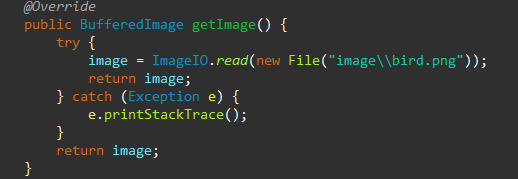 @Override
public BufferedImage getImage() {
try {
image = ImageIO.read(new File("image\\bird.png"));
return image;
} catch (Exception e) {
e.printStackTrace();
}
return image;
}